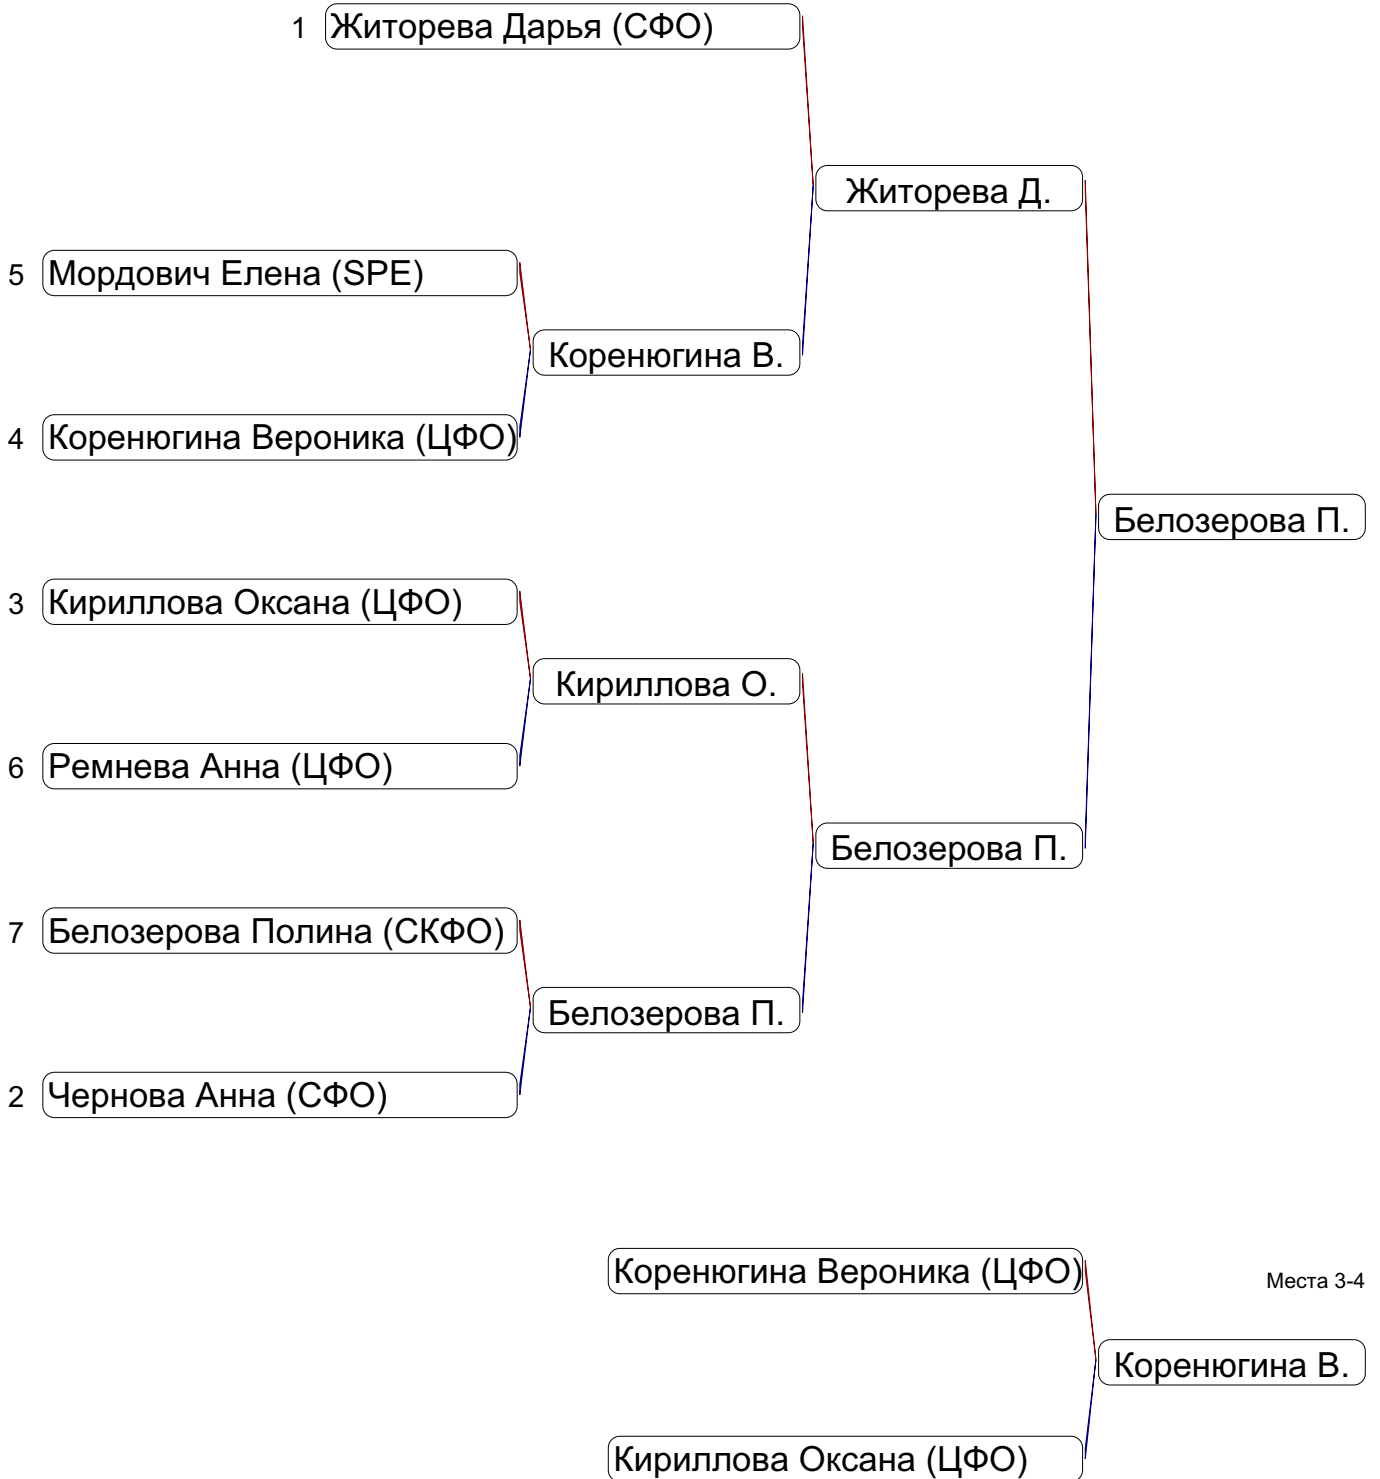 1 Житорева Дарья (СФО)
Житорева Д.
5 Мордович Елена (SPE)
Коренюгина В.
4 Коренюгина Вероника (ЦФО)
Белозерова П.
3 Кириллова Оксана (ЦФО)
Кириллова О.
6 Ремнева Анна (ЦФО)
Белозерова П.
7 Белозерова Полина (СКФО)
Белозерова П.
2 Чернова Анна (СФО)
Коренюгина Вероника (ЦФО)
Места 3-4
Коренюгина В.
Кириллова Оксана (ЦФО)